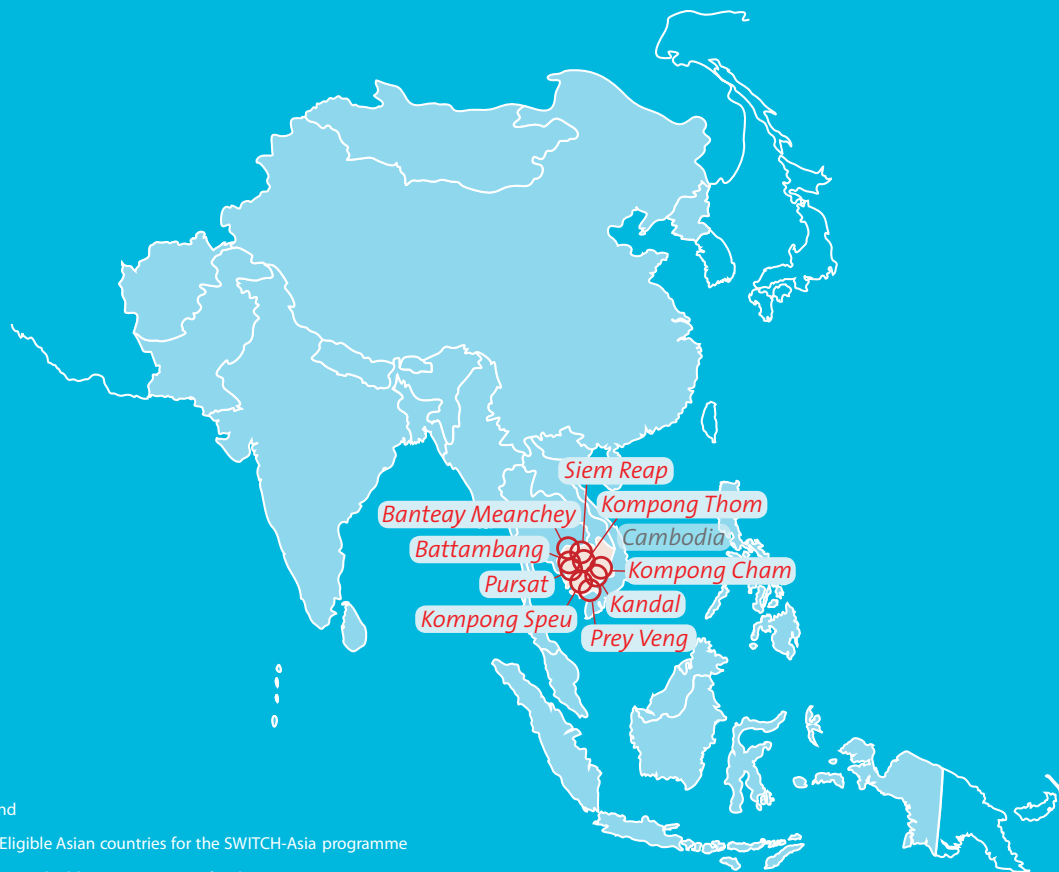 Siem Reap
Kompong Thom
Banteay Meanchey
Cambodia
Battambang
Kompong Cham
Pursat
Kandal
Kompong Speu
Prey Veng
nd
Eligible Asian countries for the SWITCH-Asia programme